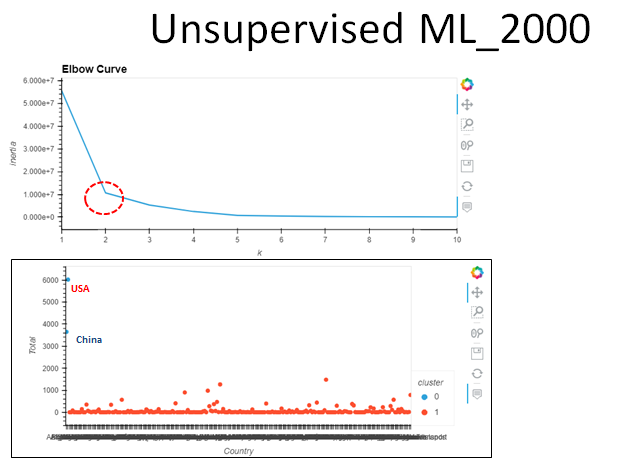 Unsupervised ML_2000
Elbow Curve
6.000e+7
5.000e+7
4.000e+7
3.000e+7
2.000e+7
1.000e+7
0.000e+0
inertia
1 2 3 4 5 6 7 8 9 10
k
6000
5000
4000
3000
2000
1000
0
Total
USA
China
cluster
0
1
Country